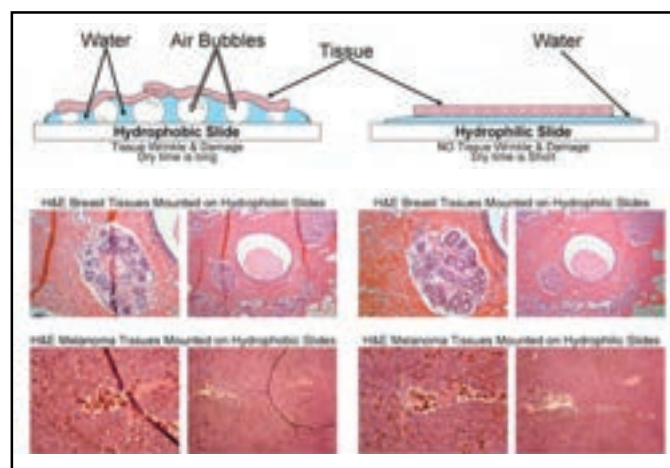 Water
Air Bubbles
Tissue
Water
Hydrophobic Slide
Tissue Wrinkle & Damage
Dry time is long
Hydrophilic Slide
NO Tissue Wrinkle & Damage
Dry time is Short
H&E Breast Tissues Mounted on Hydrophobic Slides
H&E Breast Tissues Mounted on Hydrophilic Slides
H&E Melanoma Tissues Mounted on Hydrophobic Slides
H&E Melanoma Tissues Mounted on Hydrophilic Slides